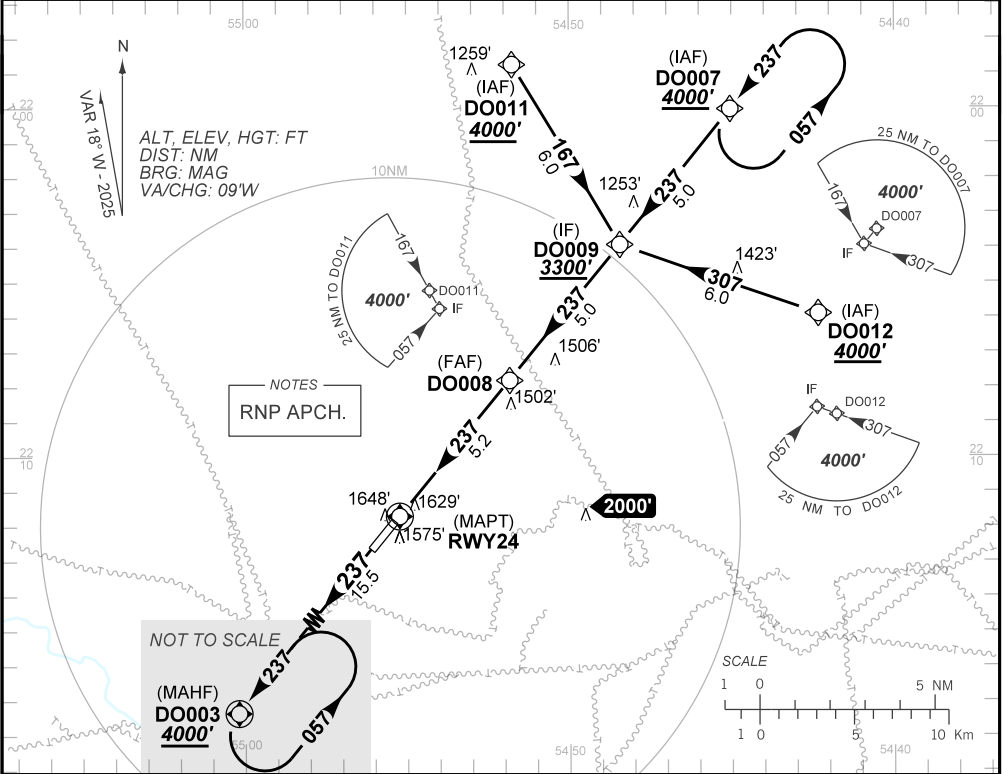 55 00
54 50
54 40
N
VAR 18° W - 2025
ALT, ELEV, HGT: FT
DIST: NM
BRG: MAG
VA/CHG: 09'W
22 00
22 00
1259'
(IAF)
DO011
4000'
(IAF)
DO007
4000'
237
057
167
6.0
237
5.0
1253'
10NM
25 NM TO DO007
4000'
167
DO007
IF
307
(IF)
DO009
3300'
1423'
307
6.0
(IAF)
DO012
4000'
25 NM TO DO011
167
4000'
DO011
IF
057
237
5.0
1506'
(FAF)
DO008
1502'
NOTES
RNP APCH.
237
5.2
IF
DO012
307
057
4000'
25 NM TO DO012
22 10
22 10
1648'
1629'
1575'
(MAPT)
RWY24
2000'
237
15.5
NOT TO SCALE
237
057
(MAHF)
DO003
4000'
SCALE
1 0 5 NM
1 0 5 10 Km
55 00
54 50
54 40